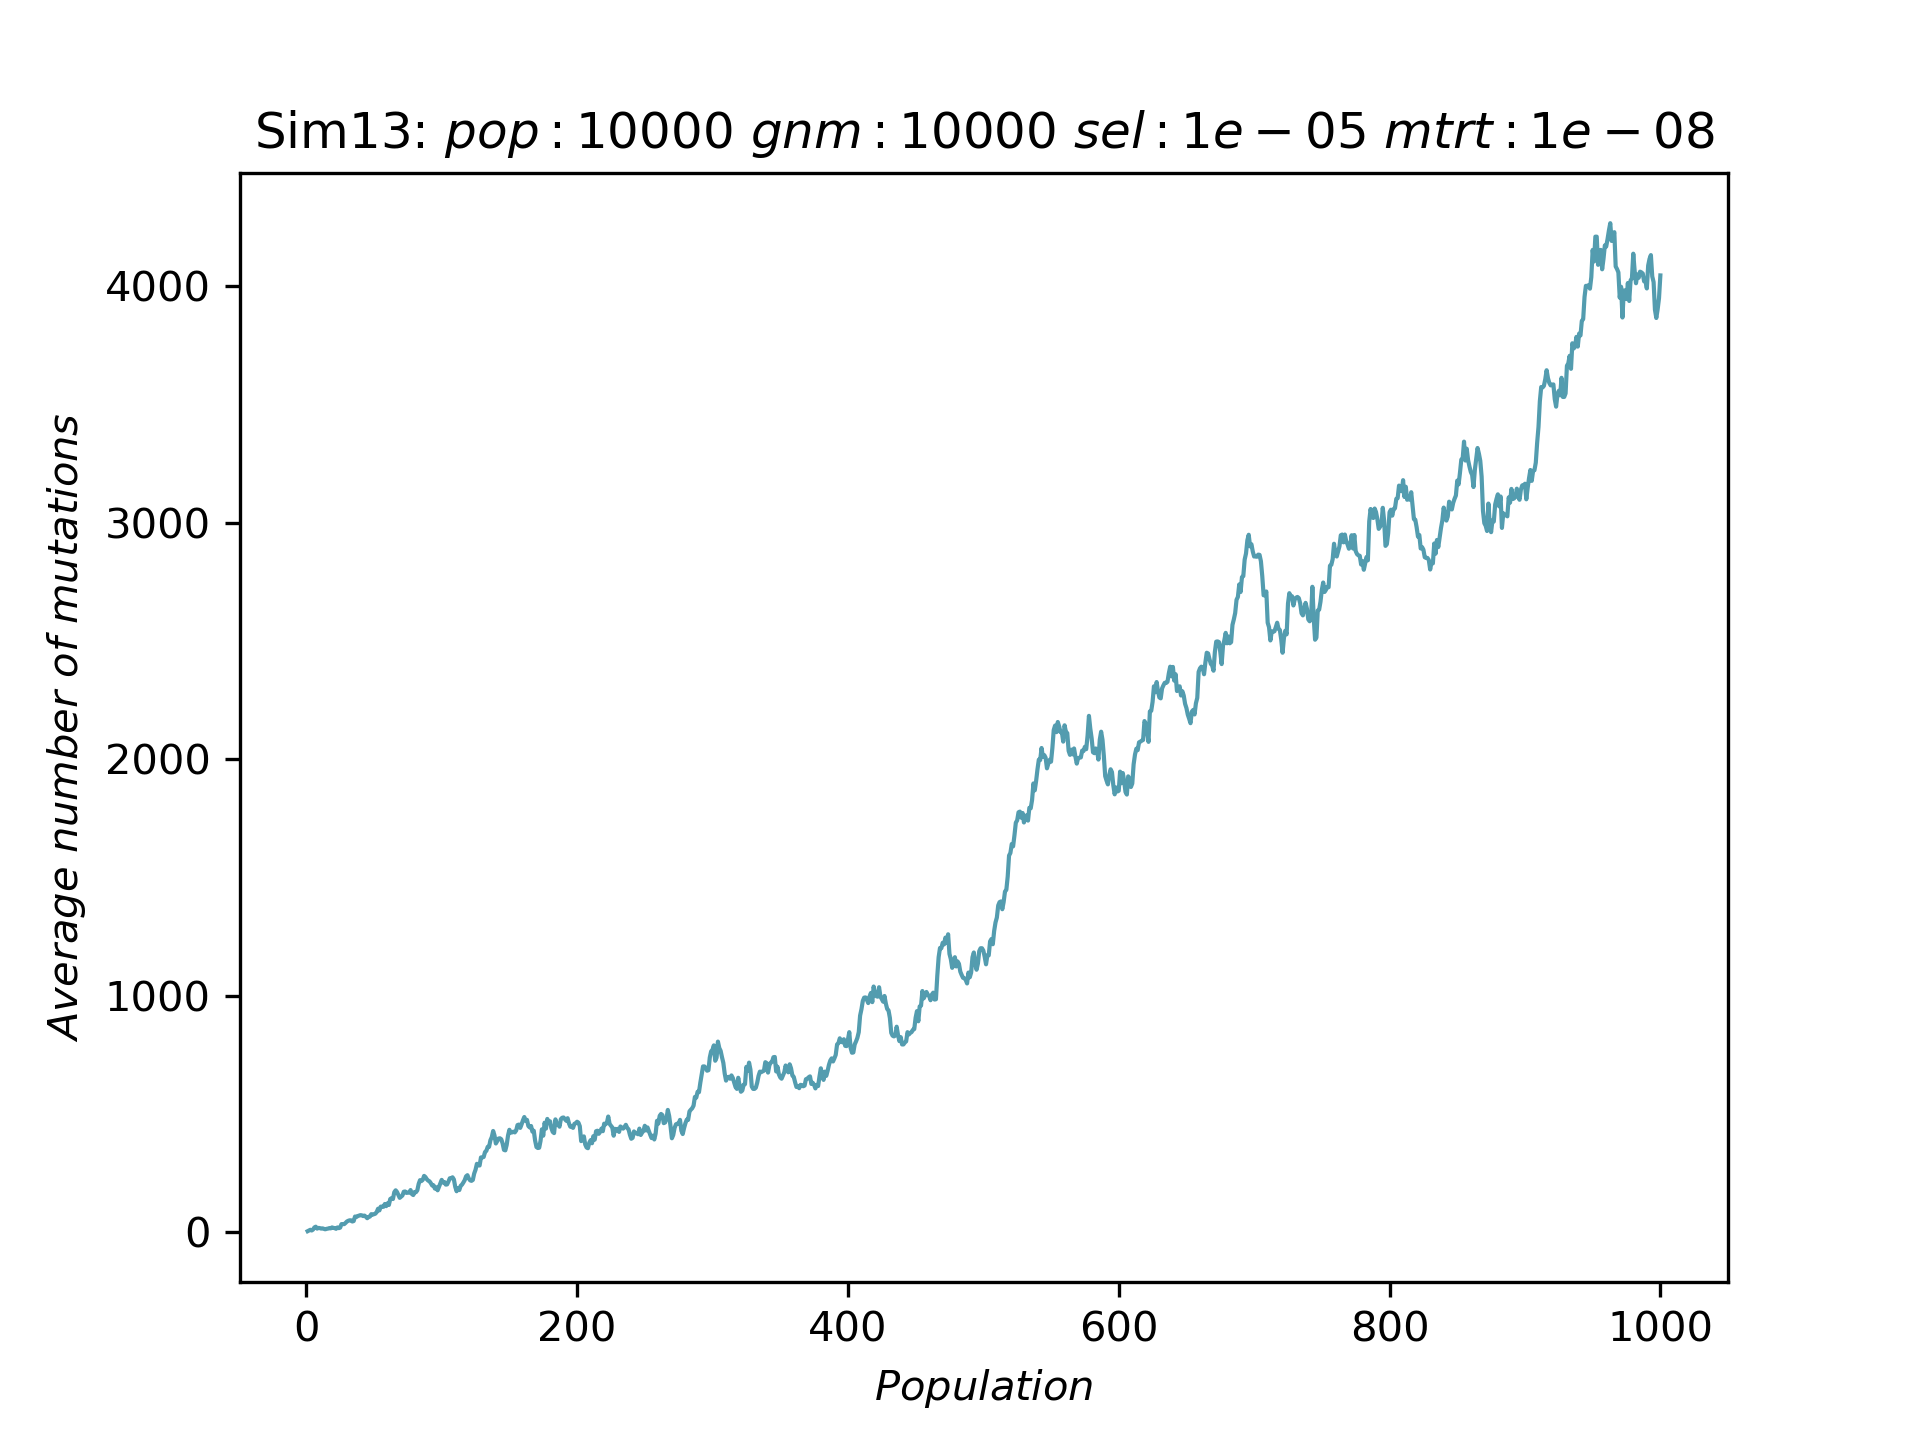 Sim13: pop : 10000 gnm : 10000 sel : 1e − 05 mtrt : 1e − 08
Average number of mutations
4000
3000
2000
1000
0
0 200 400 600 800 1000
Population